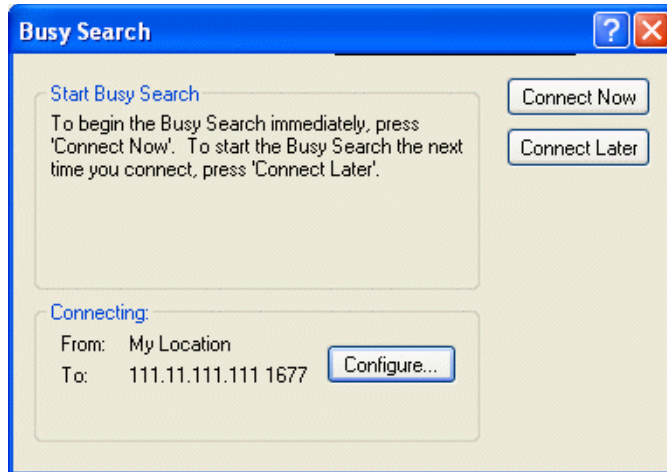 Busy Search
Start Busy Search
To begin the Busy Search immediately, press
'Connect Now'. To start the Busy Search the next
time you connect, press 'Connect Later'.
Connect Now
Connect Later
Connecting:
From: My Location
To: 111.11.111.111 1677
Configure...